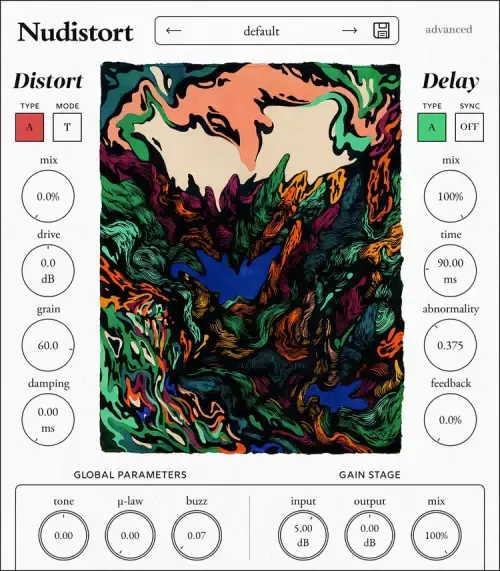 Nudistort
← default →
advanced
Distort
TYPE MODE
A T
mix
0.0%
drive
0.0
dB
grain
60.0
damping
0.00
ms
Delay
TYPE SYNC
A OFF
mix
100%
time
90.00
ms
abnormality
0.375
feedback
0.0%
GLOBAL PARAMETERS
tone μ-law buzz
0.00 0.00 0.07
GAIN STAGE
input output mix
5.00 0.00 100%
dB dB